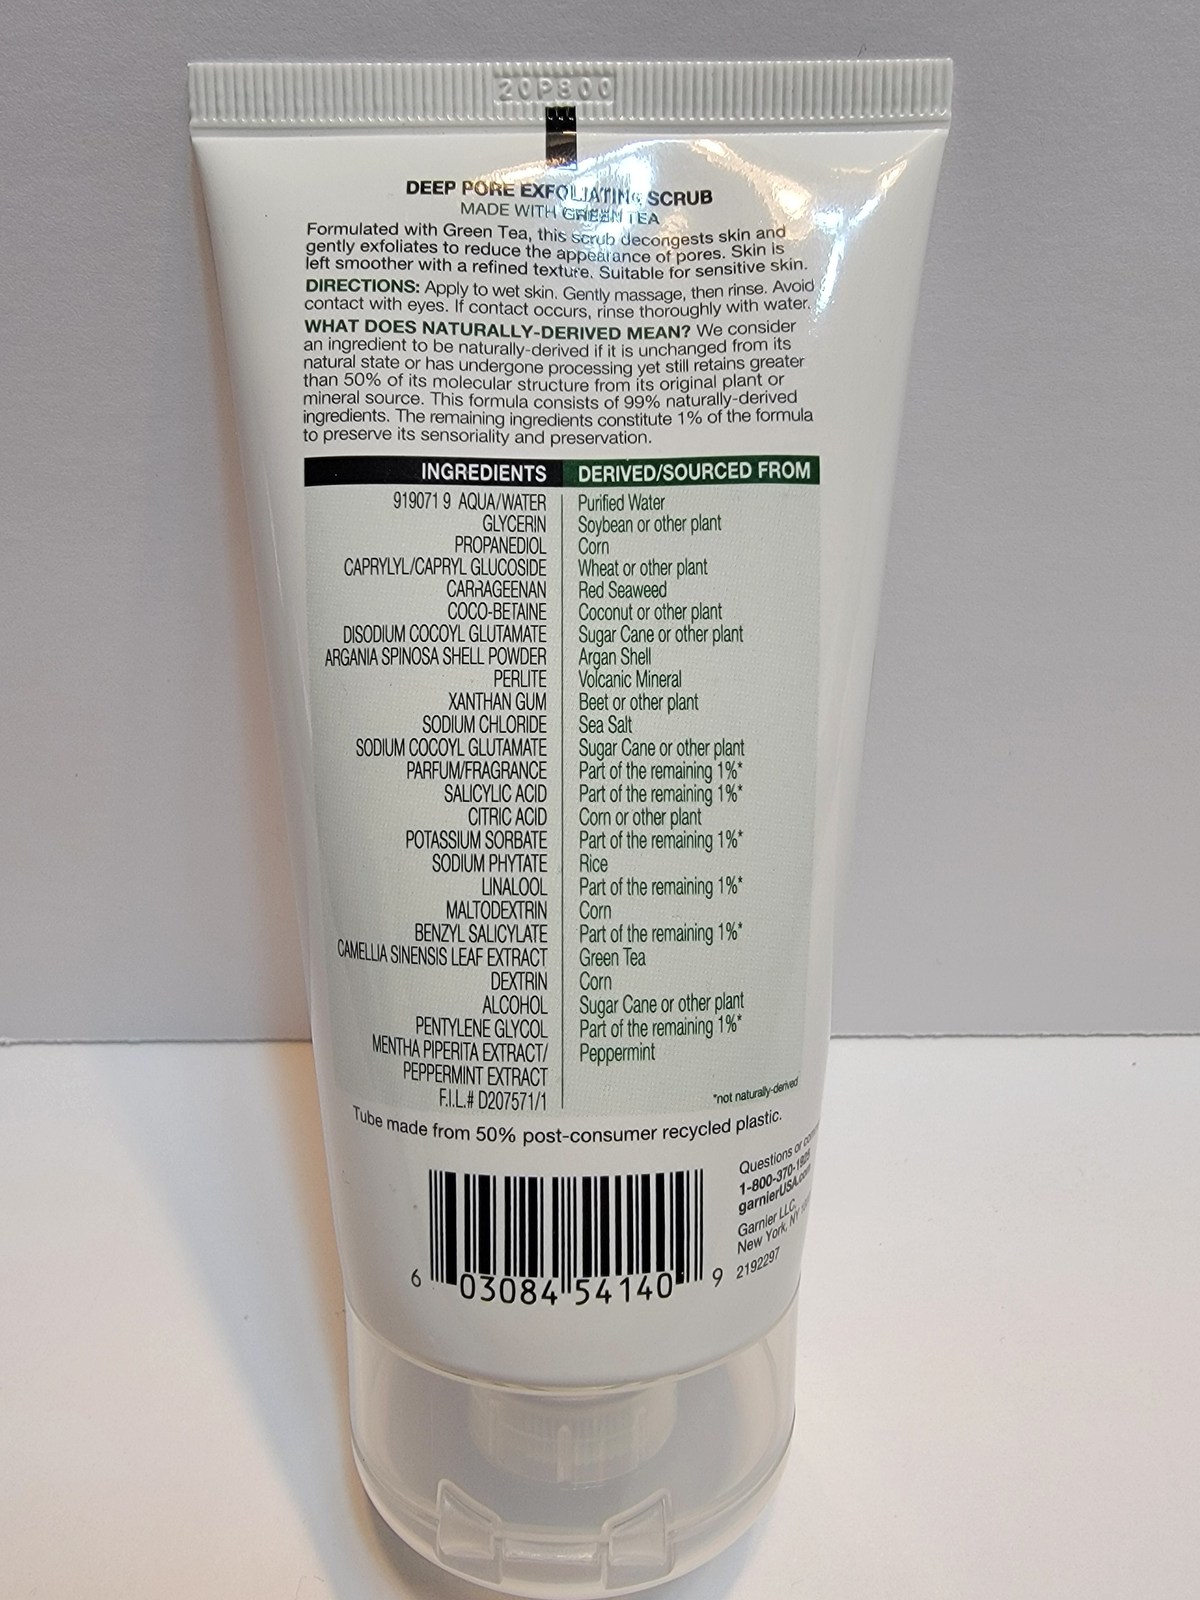 20P800
DEEP PORE EXFOLIATING SCRUB
MADE WITH GREEN TEA
Formulated with Green Tea, this scrub decongests skin and
gently exfoliates to reduce the appearance of pores. Skin is
left smoother with a refined texture. Suitable for sensitive skin.
DIRECTIONS: Apply to wet skin. Gently massage, then rinse. Avoid
contact with eyes. If contact occurs, rinse thoroughly with water.
WHAT DOES NATURALLY-DERIVED MEAN? We consider
an ingredient to be naturally-derived if it is unchanged from its
natural state or has undergone processing yet still retains greater
than 50% of its molecular structure from its original plant or
mineral source. This formula consists of 99% naturally-derived
ingredients. The remaining ingredients constitute 1% of the formula
to preserve its sensoriality and preservation.
INGREDIENTS DERIVED/SOURCED FROM
919071 9 AQUA/WATER Purified Water
GLYCERIN Soybean or other plant
PROPANEDIOL Corn
CAPRYLYL/CAPRYL GLUCOSIDE Wheat or other plant
CARRAGEENAN Red Seaweed
COCO-BETAINE Coconut or other plant
DISODIUM COCOYL GLUTAMATE Sugar Cane or other plant
ARGANIA SPINOSA SHELL POWDER Argan Shell
PERLITE Volcanic Mineral
XANTHAN GUM Beet or other plant
SODIUM CHLORIDE Sea Salt
SODIUM COCOYL GLUTAMATE Sugar Cane or other plant
PARFUM/FRAGRANCE Part of the remaining 1%*
SALICYLIC ACID Part of the remaining 1%*
CITRIC ACID Corn or other plant
POTASSIUM SORBATE Part of the remaining 1%*
SODIUM PHYTATE Rice
LINALOOL Part of the remaining 1%*
MALTODEXTRIN Corn
BENZYL SALICYLATE Part of the remaining 1%*
CAMELLIA SINENSIS LEAF EXTRACT Green Tea
DEXTRIN Corn
ALCOHOL Sugar Cane or other plant
PENTYLENE GLYCOL Part of the remaining 1%*
MENTHA PIPERITA EXTRACT/ Peppermint
PEPPERMINT EXTRACT
F.I.L.# D207571/1 *not naturally-derived
Tube made from 50% post-consumer recycled plastic.
Questions or
1-800-370-1925
garnierUSA.com
Garnier LLC,
New York, NY
2192297
6 03084 54140 9